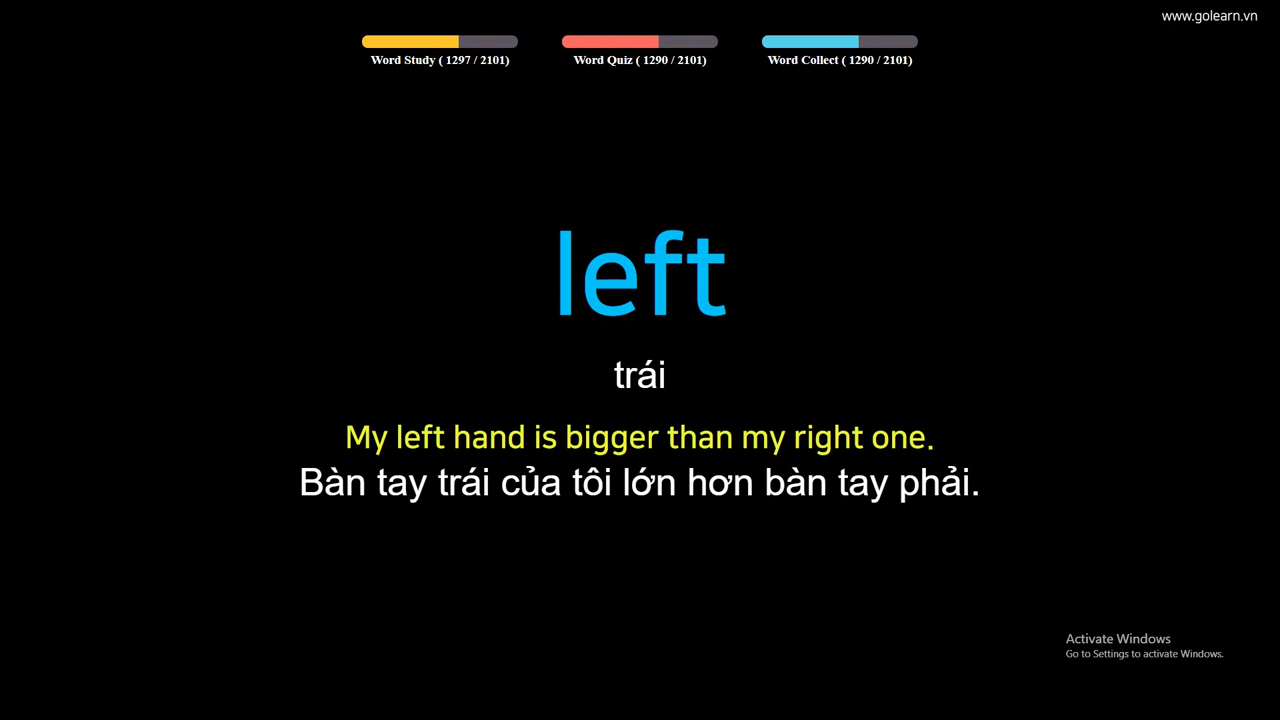 www.golearn.vn
Word Study ( 1297 / 2101) Word Quiz ( 1290 / 2101) Word Collect ( 1290 / 2101)
left
trái
My left hand is bigger than my right one.
Bàn tay trái của tôi lớn hơn bàn tay phải.
Activate Windows
Go to Settings to activate Windows.